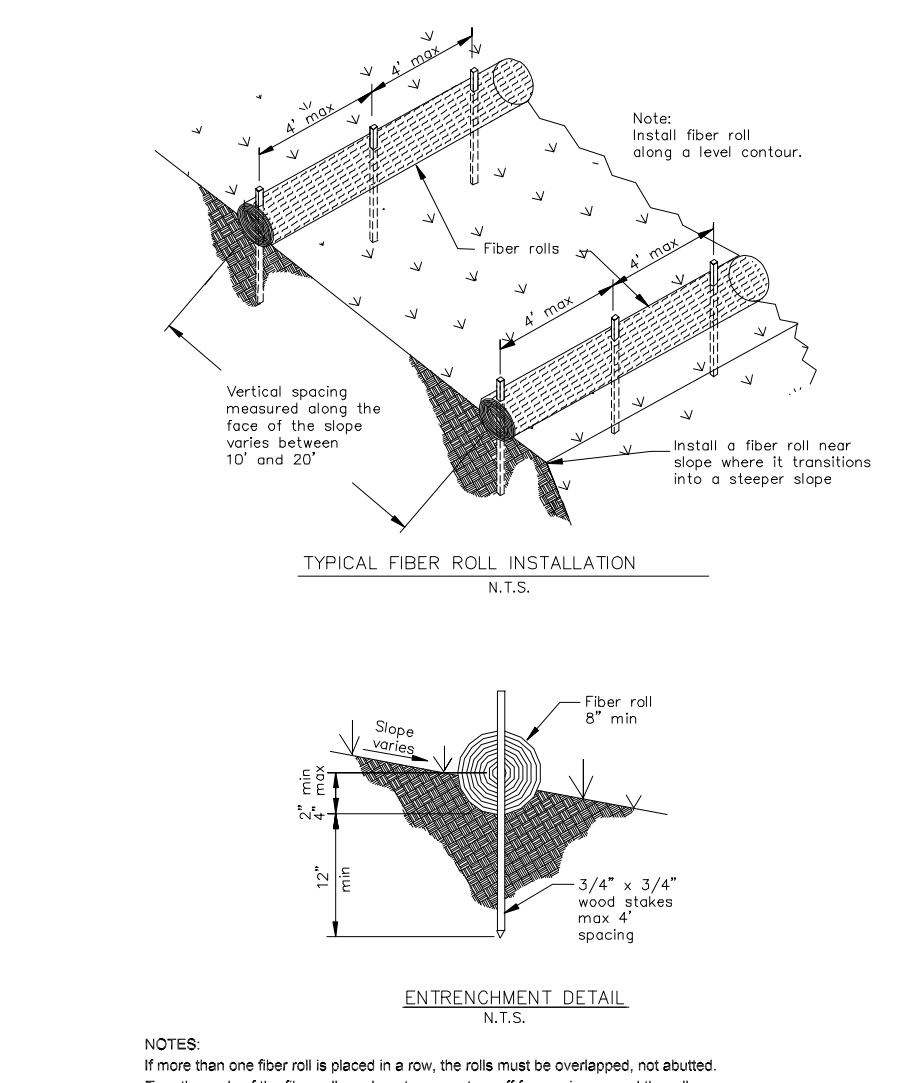 4' max
4' max
Note:
Install fiber roll
along a level contour.
Fiber rolls
4' max
4' max
Vertical spacing
measured along the
face of the slope
varies between
10' and 20'
Install a fiber roll near
slope where it transitions
into a steeper slope
TYPICAL FIBER ROLL INSTALLATION
N.T.S.
Fiber roll
8" min
Slope
varies
2" min
4" max
12"
min
3/4" x 3/4"
wood stakes
max 4'
spacing
ENTRENCHMENT DETAIL
N.T.S.
NOTES:
If more than one fiber roll is placed in a row, the rolls must be overlapped, not abutted.